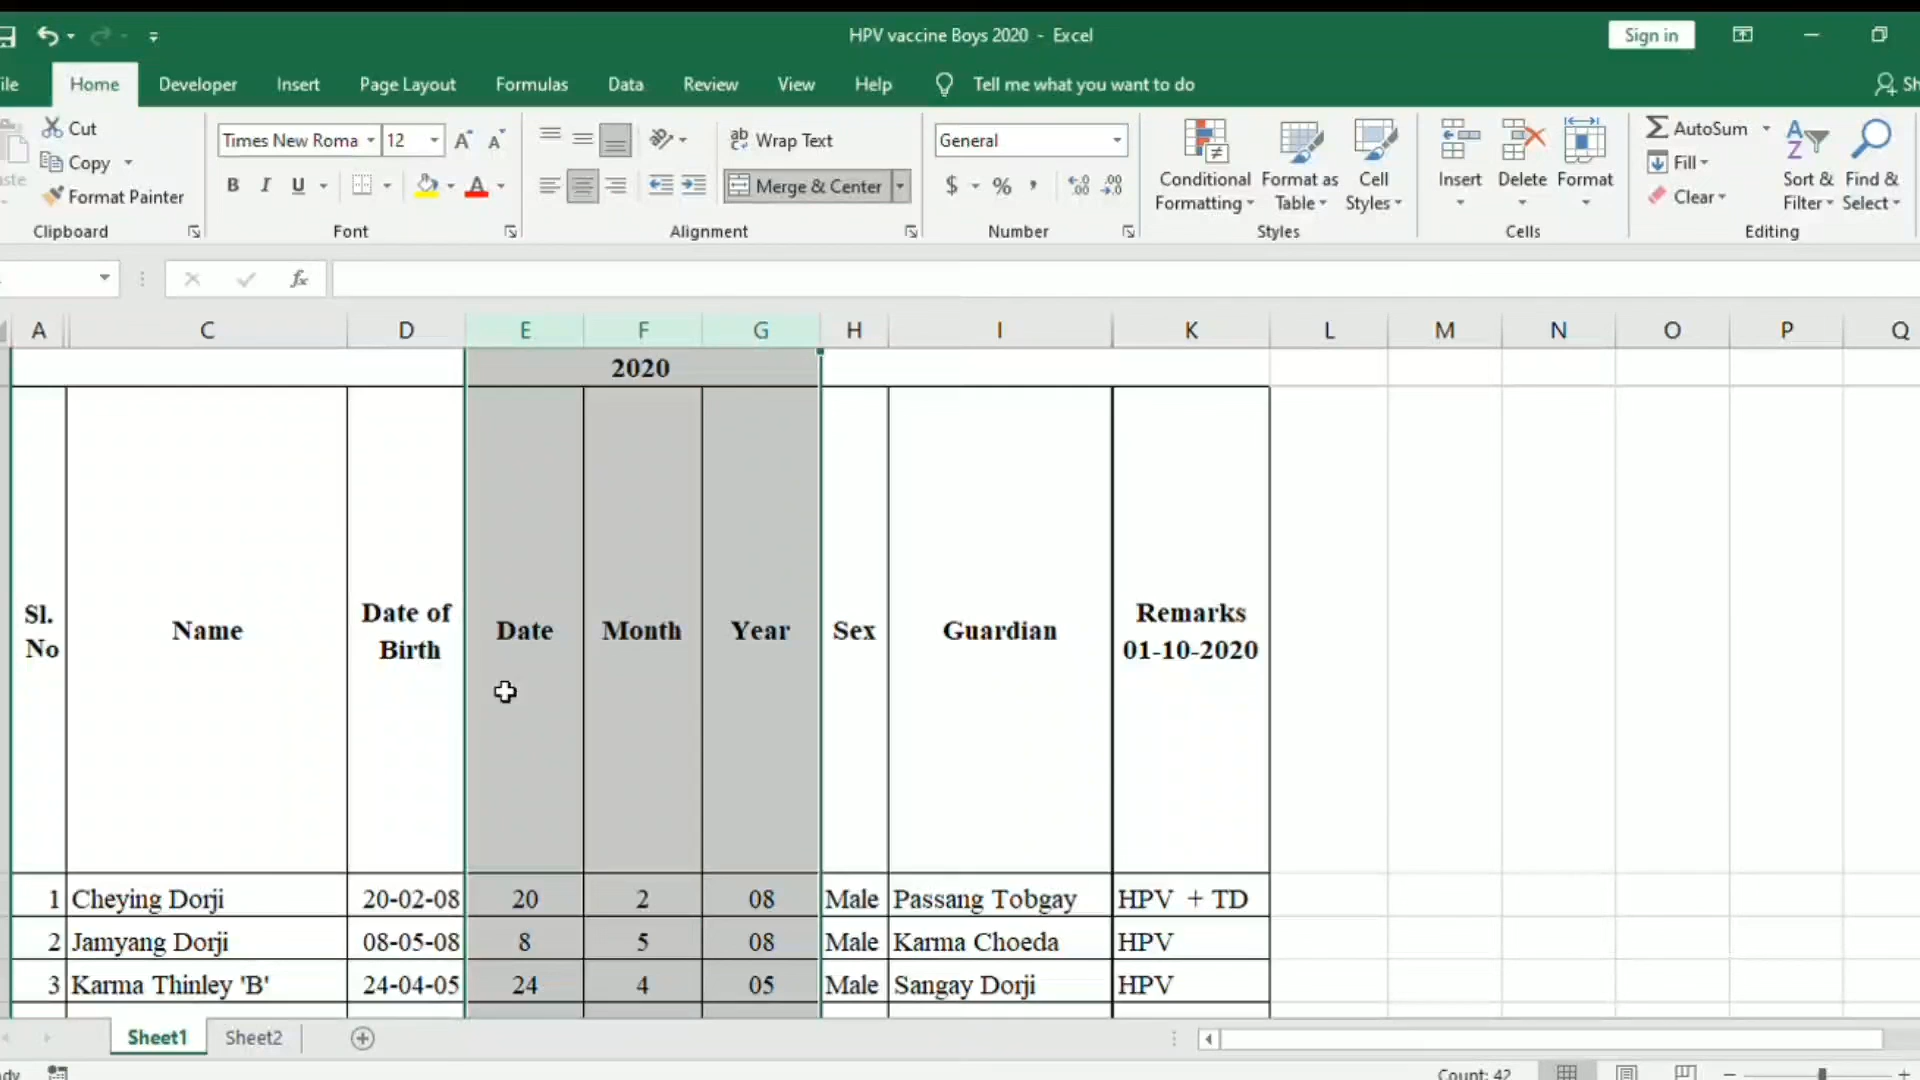 HPV vaccine Boys 2020 - Excel
Sign in
Home Developer Insert Page Layout Formulas Data Review View Help Tell me what you want to do
Cut
Copy
Format Painter
Clipboard
Times New Roma 12
B I U
Font
Wrap Text
Merge & Center
Alignment
General
$ % ,
Number
Conditional Formatting
Format as Table
Cell Styles
Styles
Insert Delete Format
Cells
AutoSum
Fill
Clear
Sort & Filter
Find & Select
Editing
fx
A C D E F G H I K L M N O P Q
2020
Sl. No Name Date of Birth Date Month Year Sex Guardian Remarks 01-10-2020
1 Cheying Dorji 20-02-08 20 2 08 Male Passang Tobgay HPV + TD
2 Jamyang Dorji 08-05-08 8 5 08 Male Karma Choeda HPV
3 Karma Thinley 'B' 24-04-05 24 4 05 Male Sangay Dorji HPV
Sheet1 Sheet2
Count: 42